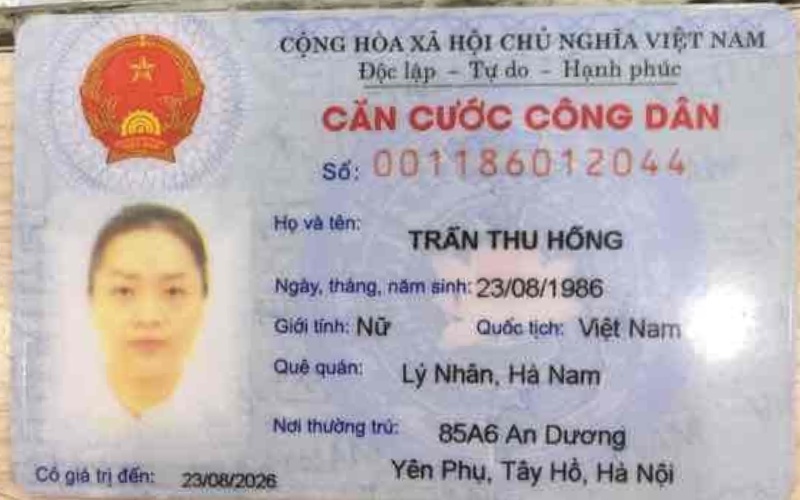 CỘNG HÒA XÃ HỘI CHỦ NGHĨA VIỆT NAM
Độc lập – Tự do – Hạnh phúc
CĂN CƯỚC CÔNG DÂN
Số: 001186012044
Họ và tên: TRẤN THU HỒNG
Ngày, tháng, năm sinh: 23/08/1986
Giới tính: Nữ Quốc tịch: Việt Nam
Quê quán: Lý Nhân, Hà Nam
Nơi thường trú: 85A6 An Dương
Yên Phụ, Tây Hồ, Hà Nội
Có giá trị đến: 23/08/2026